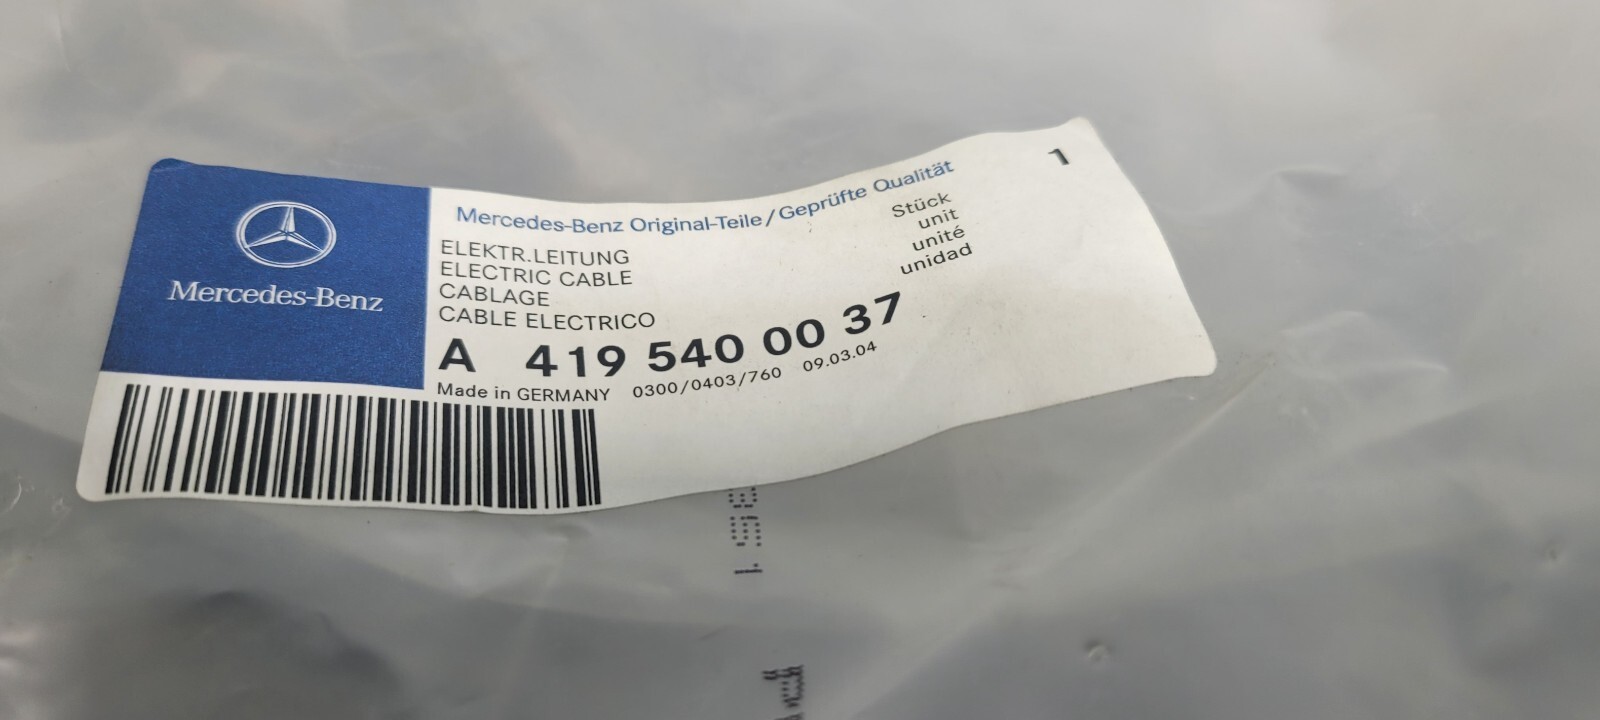 Mercedes-Benz
Mercedes-Benz Original-Teile/Geprüfte Qualität
ELEKTR.LEITUNG
ELECTRIC CABLE
CABLAGE
CABLE ELECTRICO
Stück
unit
unité
unidad
1
A 419 540 00 37
Made in GERMANY 0300/0403/760 09.03.04